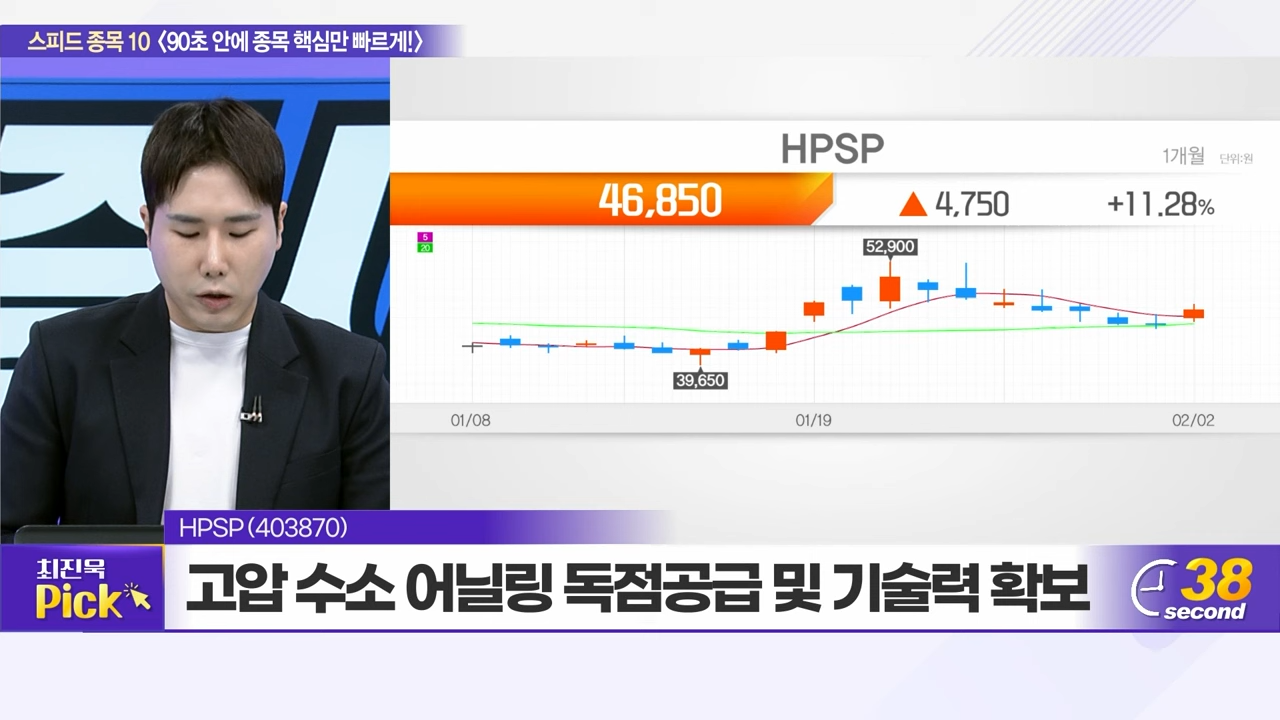 스피드 종목 10 〈90초 안에 종목 핵심만 빠르게!〉
HPSP
1개월 단위:원
46,850 ▲ 4,750 +11.28%
5
20
52,900
39,650
01/08 01/19 02/02
HPSP(403870)
최진욱
Pick
고압 수소 어닐링 독점공급 및 기술력 확보
38
second